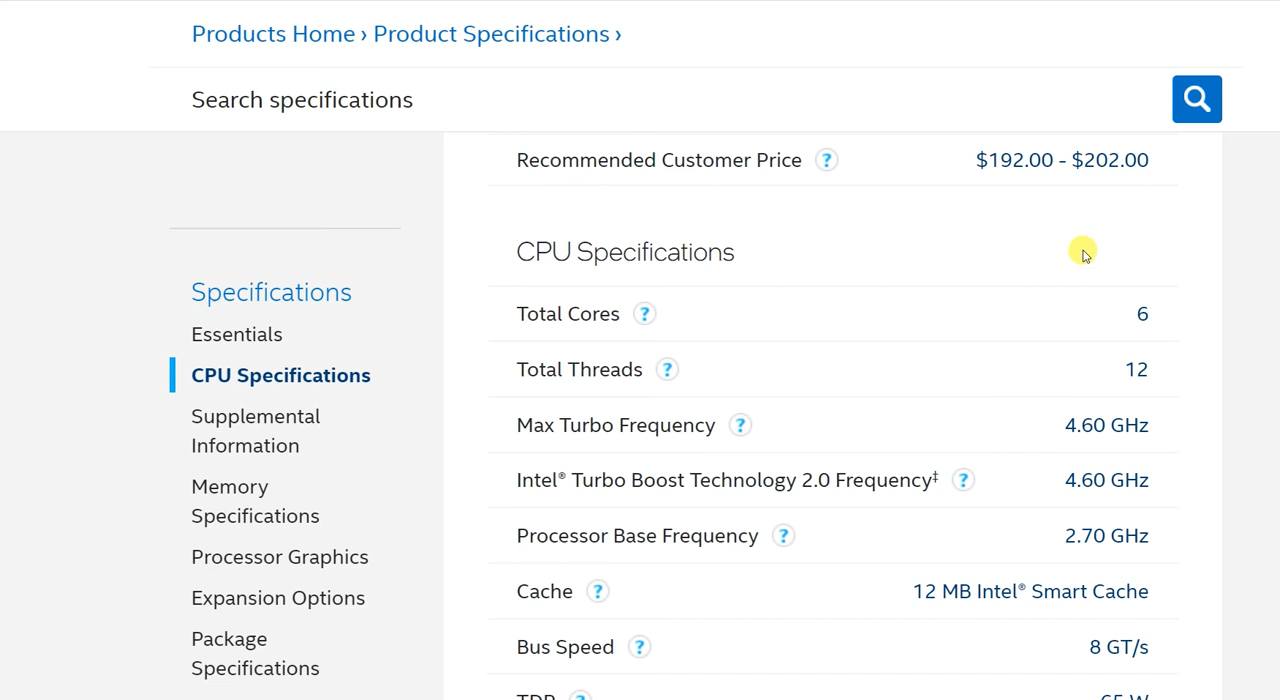 Products Home › Product Specifications ›
Search specifications
Recommended Customer Price ? $192.00 - $202.00
CPU Specifications
Total Cores ? 6
Total Threads ? 12
Max Turbo Frequency ? 4.60 GHz
Intel® Turbo Boost Technology 2.0 Frequency‡ ? 4.60 GHz
Processor Base Frequency ? 2.70 GHz
Cache ? 12 MB Intel® Smart Cache
Bus Speed ? 8 GT/s
TDP ? 65 W
Specifications
Essentials
CPU Specifications
Supplemental
Information
Memory
Specifications
Processor Graphics
Expansion Options
Package
Specifications